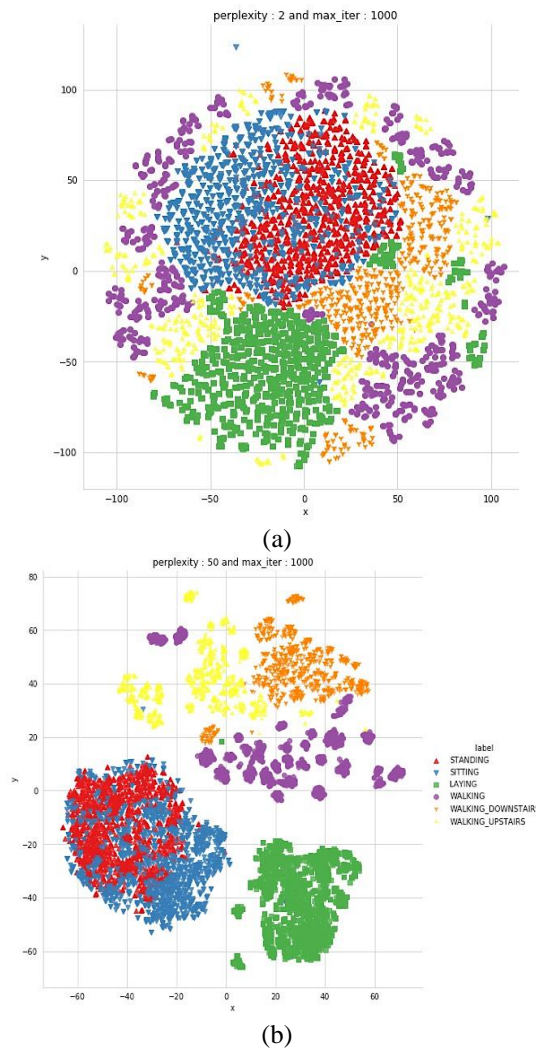 perplexity : 2 and max_iter : 1000
100
50
0
−50
−100
y
−100
−50
0
50
100
x
(a)
perplexity : 50 and max_iter : 1000
80
60
40
20
0
−20
−40
−60
y
−60
−40
−20
0
20
40
60
x
label
STANDING
SITTING
LAYING
WALKING
WALKING_DOWNSTAIRS
WALKING_UPSTAIRS
(b)